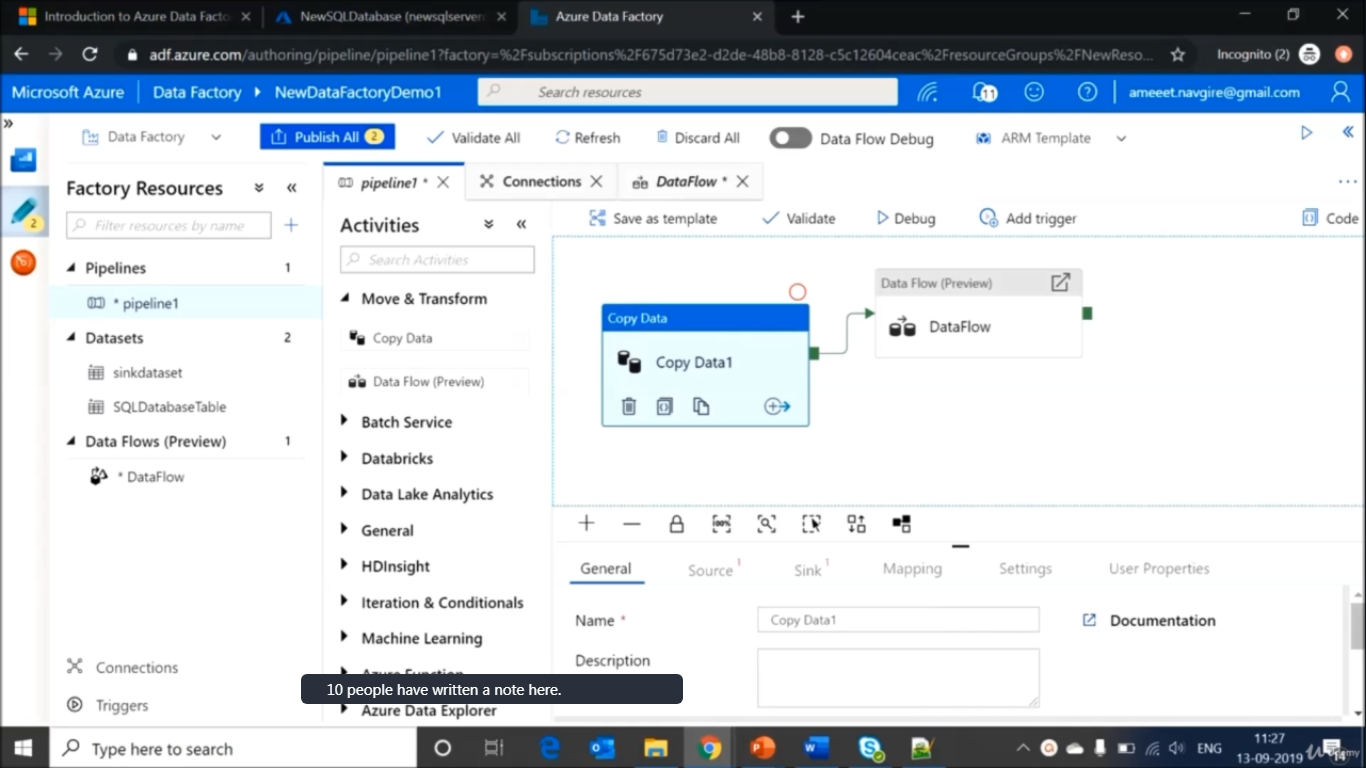 Introduction to Azure Data Facto
NewSQLDatabase (newsqlserver
Azure Data Factory
adf.azure.com/authoring/pipeline/pipeline1?factory=%2Fsubscriptions%2F675d73e2-d2de-48b8-8128-c5c12604ceac%2FresourceGroups%2FNewReso...
Incognito (2)
Microsoft Azure
Data Factory
NewDataFactoryDemo1
Search resources
11
ameeet.navgire@gmail.com
Data Factory
Publish All 2
Validate All
Refresh
Discard All
Data Flow Debug
ARM Template
2
Factory Resources
Filter resources by name
Pipelines 1
* pipeline1
Datasets 2
sinkdataset
SQLDatabaseTable
Data Flows (Preview) 1
* DataFlow
Connections
Triggers
pipeline1 *
Connections
DataFlow *
Activities
Search Activities
Move & Transform
Copy Data
Data Flow (Preview)
Batch Service
Databricks
Data Lake Analytics
General
HDInsight
Iteration & Conditionals
Machine Learning
Azure Function
Azure Data Explorer
Save as template
Validate
Debug
Add trigger
Code
Copy Data
Copy Data1
Data Flow (Preview)
DataFlow
100%
General
Source 1
Sink 1
Mapping
Settings
User Properties
Name *
Copy Data1
Documentation
Description
10 people have written a note here.
Type here to search
ENG
11:27
13-09-2019
14